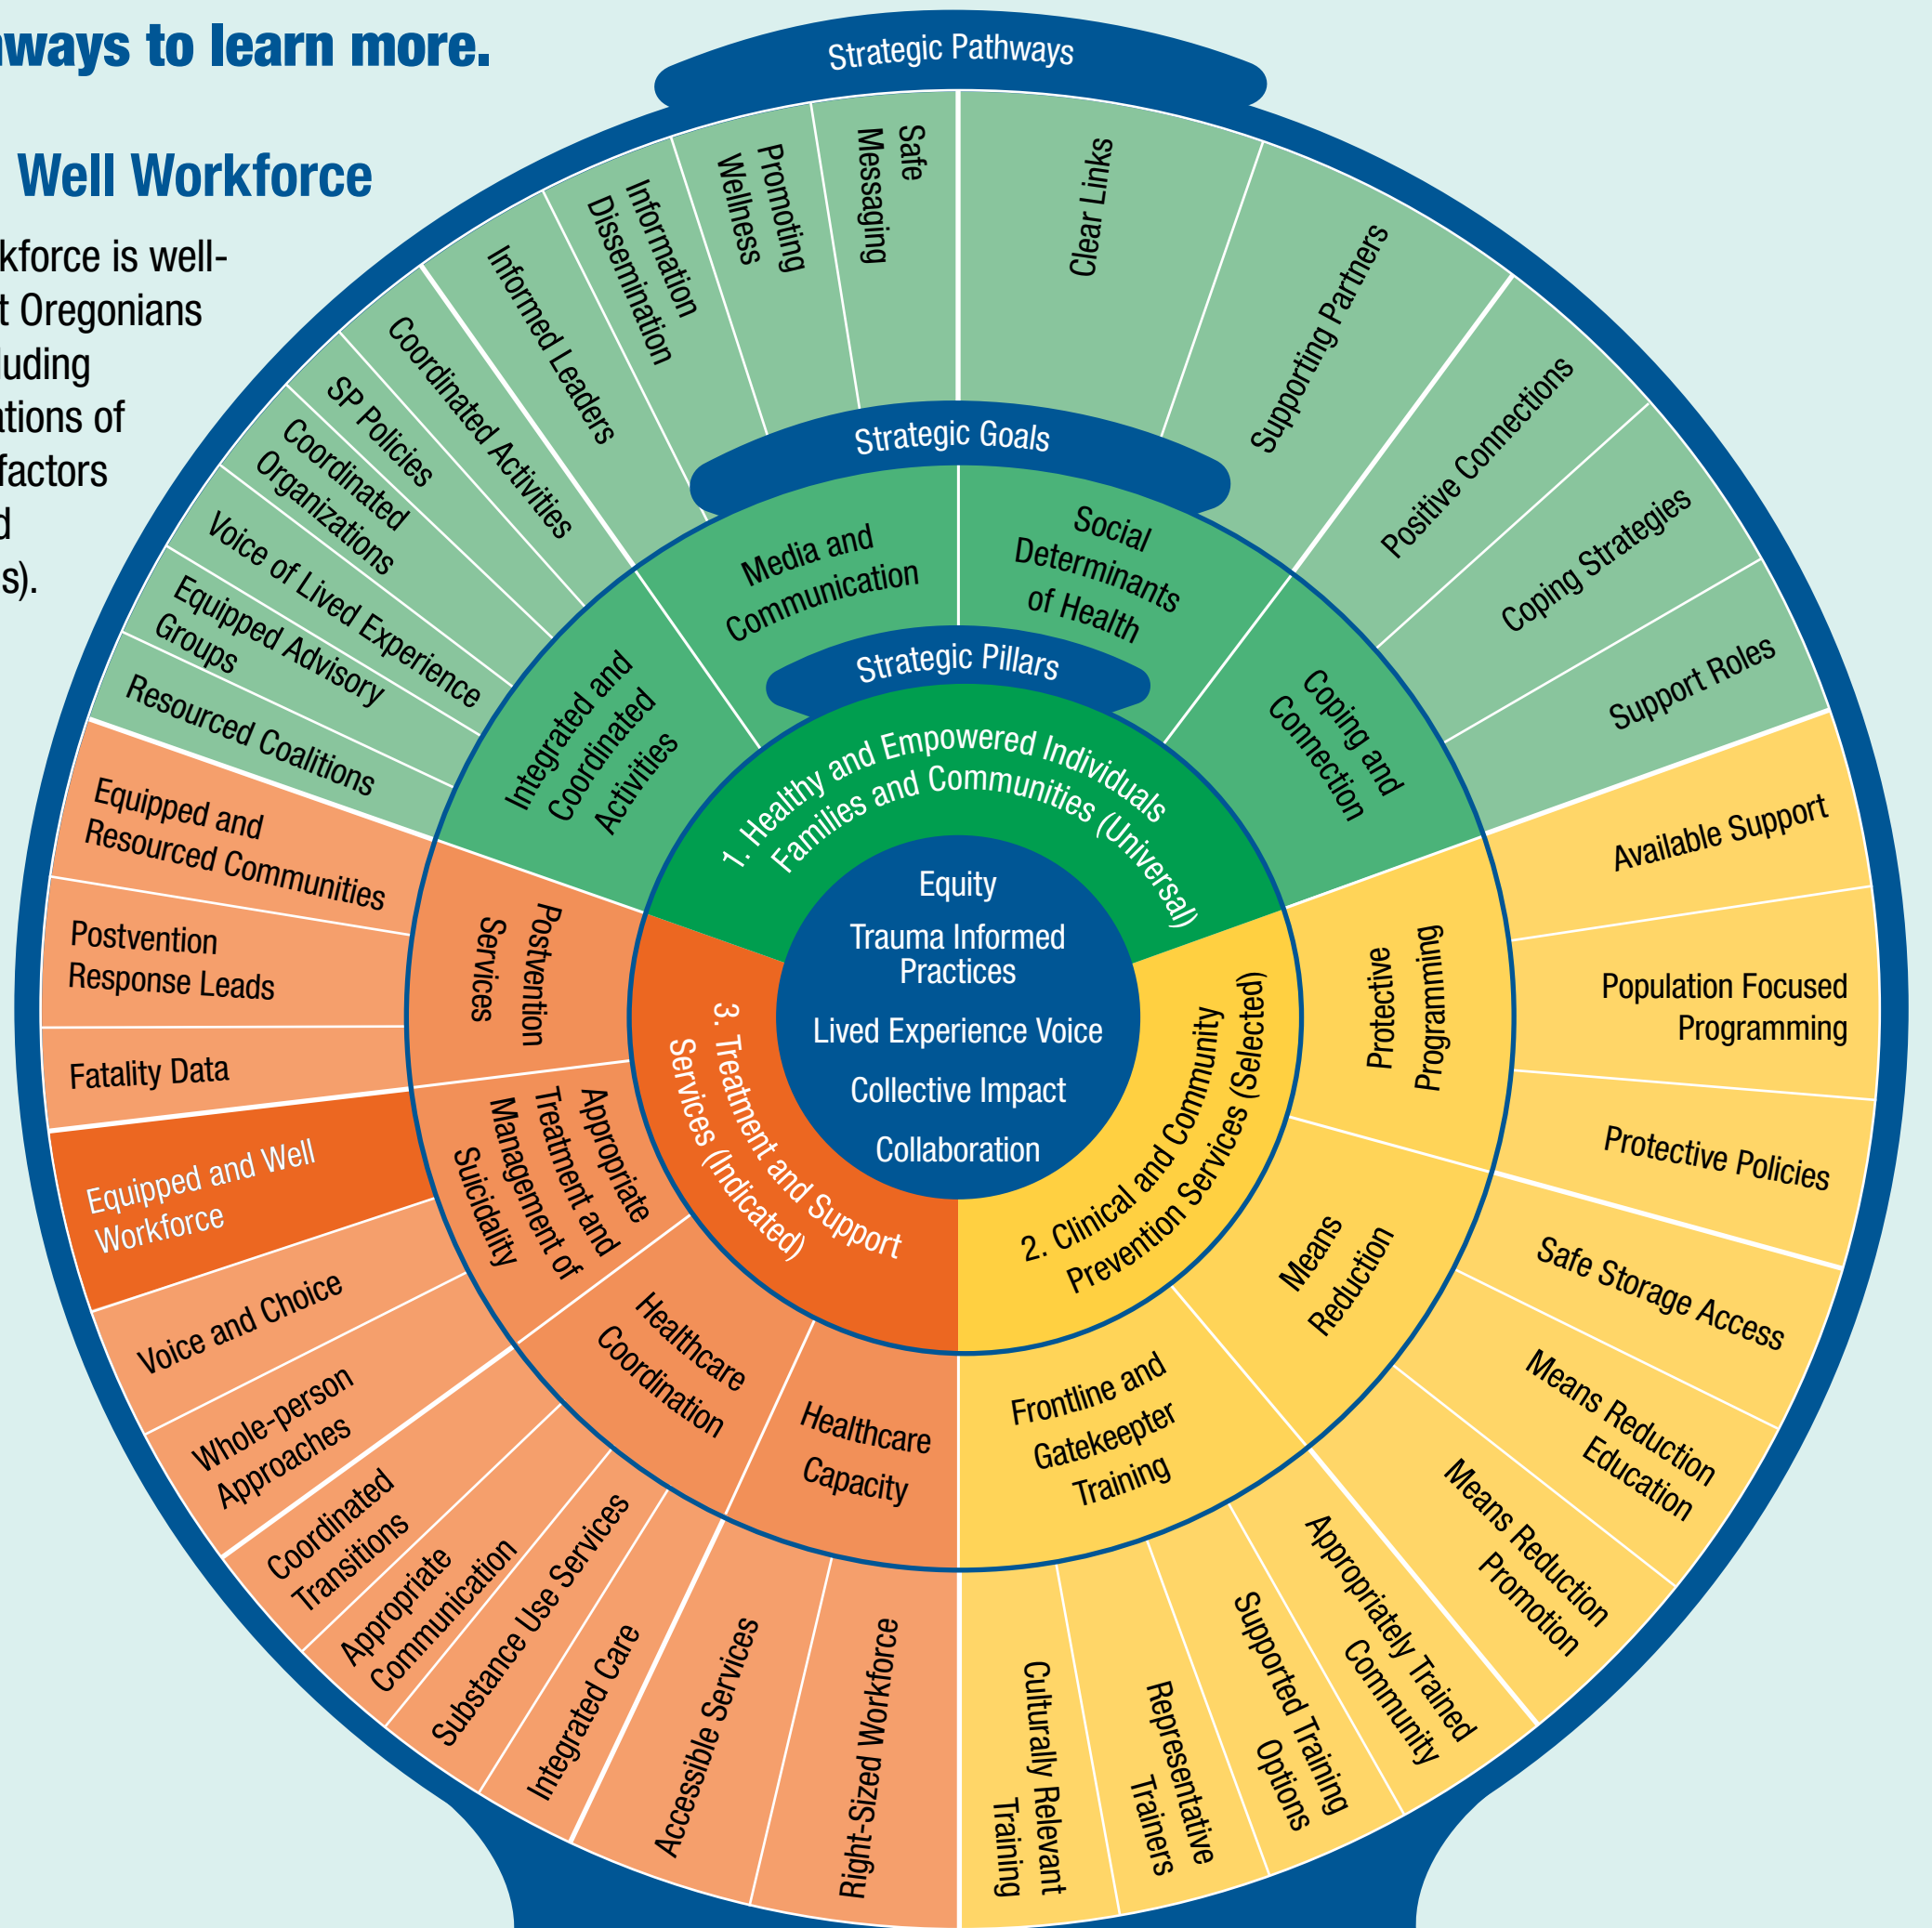 ways to learn more.
Well Workforce
kforce is well-
t Oregonians
luding
ations of
factors
d
s).
Strategic Pathways
Safe
Messaging
Promoting
Wellness
Information
Dissemination
Informed Leaders
Coordinated Activities
SP Policies
Coordinated
Organizations
Voice of Lived Experience
Equipped Advisory
Groups
Resourced Coalitions
Clear Links
Supporting Partners
Positive Connections
Coping Strategies
Support Roles
Available Support
Population Focused
Programming
Protective Policies
Safe Storage Access
Means Reduction
Education
Means Reduction
Promotion
Appropriately Trained
Community
Supported Training
Options
Representative
Trainers
Culturally Relevant
Training
Right-Sized Workforce
Accessible Services
Integrated Care
Substance Use Services
Appropriate
Communication
Coordinated
Transitions
Whole-person
Approaches
Voice and Choice
Equipped and Well
Workforce
Fatality Data
Postvention
Response Leads
Equipped and
Resourced Communities
Strategic Goals
Media and
Communication
Social
Determinants
of Health
Coping and
Connection
Protective
Programming
Means
Reduction
Frontline and
Gatekeeper
Training
Healthcare
Capacity
Healthcare
Coordination
Appropriate
Treatment and
Management of
Suicidality
Postvention
Services
Integrated and
Coordinated
Activities
Strategic Pillars
1. Healthy and Empowered Individuals
Families and Communities (Universal)
2. Clinical and Community
Prevention Services (Selected)
3. Treatment and Support
Services (Indicated)
Equity
Trauma Informed
Practices
Lived Experience Voice
Collective Impact
Collaboration